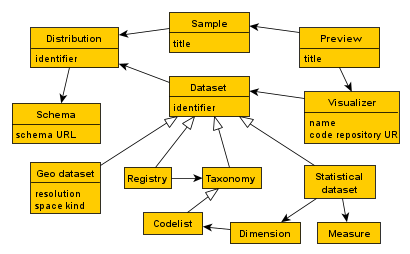 Sample
title
Distribution
identifier
Preview
title
Dataset
identifier
Visualizer
name
code repository UR
Schema
schema URL
Geo dataset
resolution
space kind
Registry
Taxonomy
Statistical
dataset
Codelist
Dimension
Measure